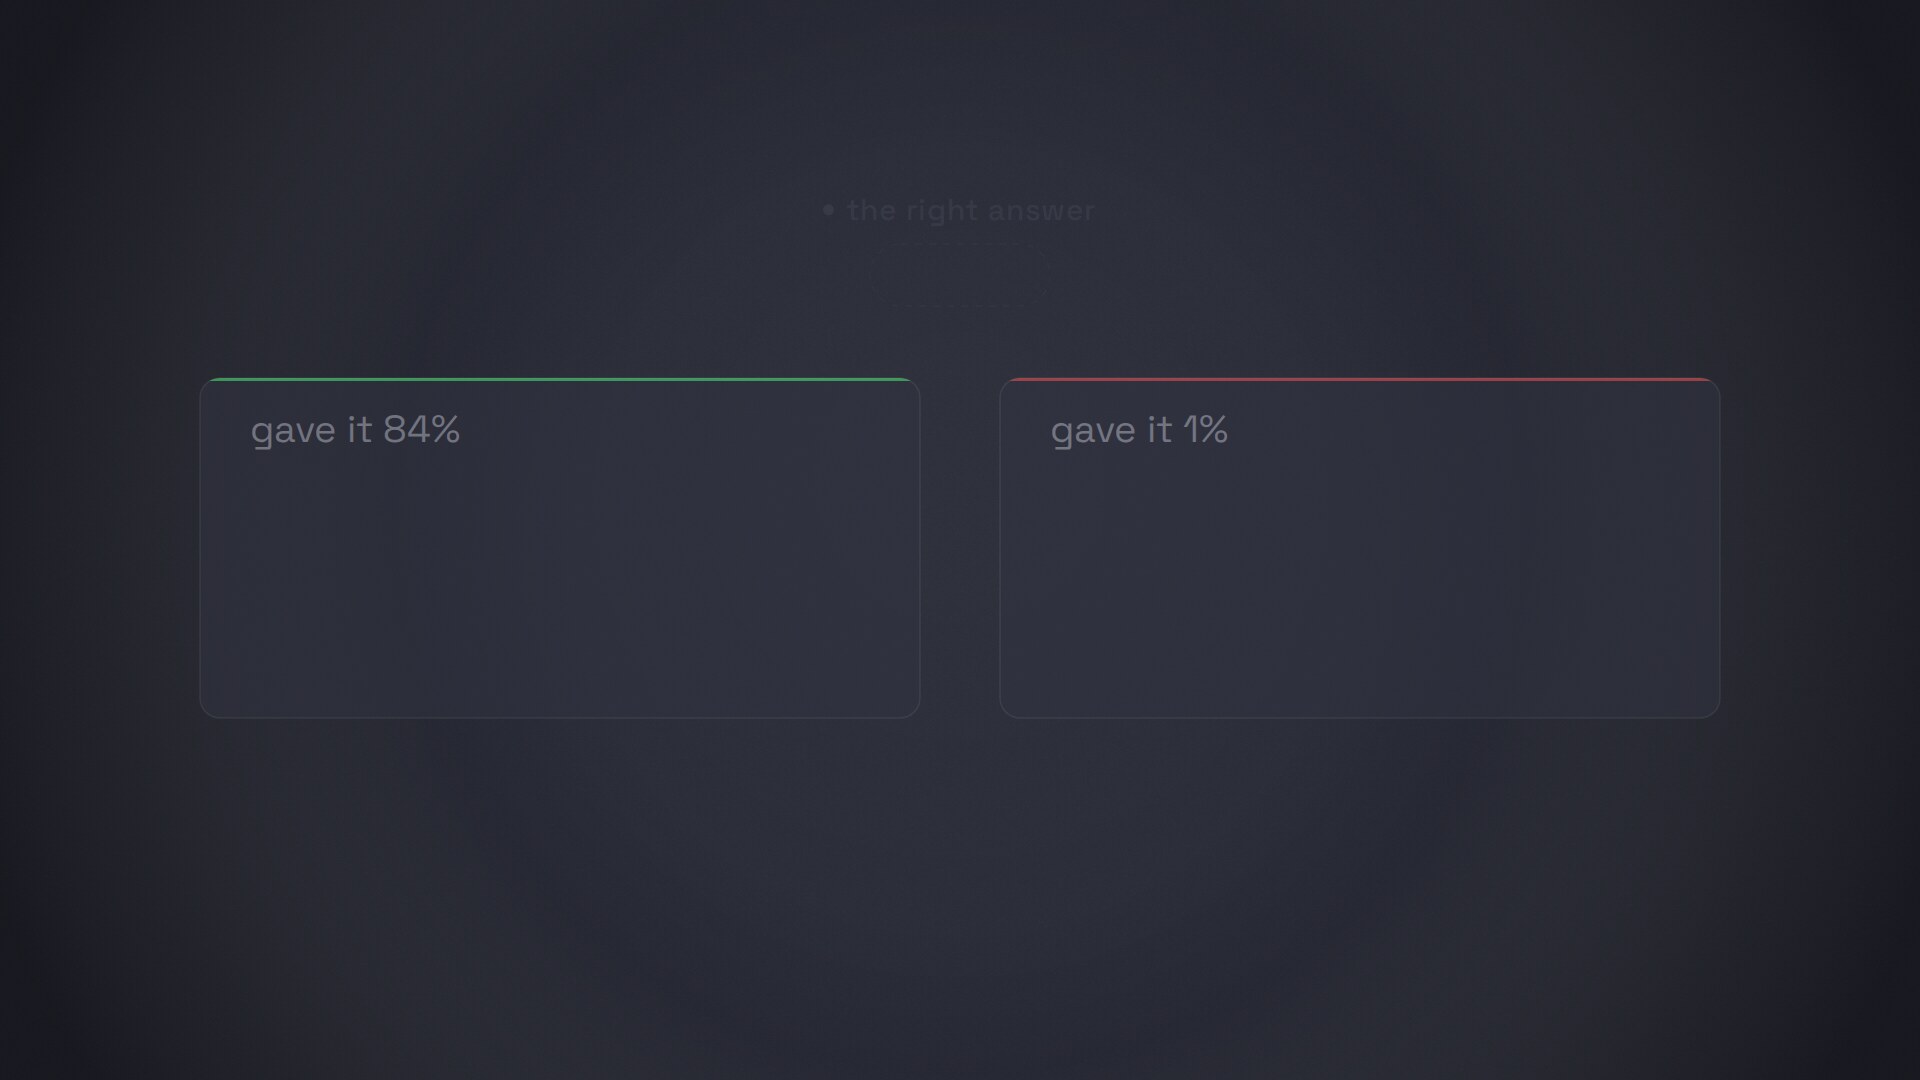 • the right answer
gave it 84%
gave it 1%